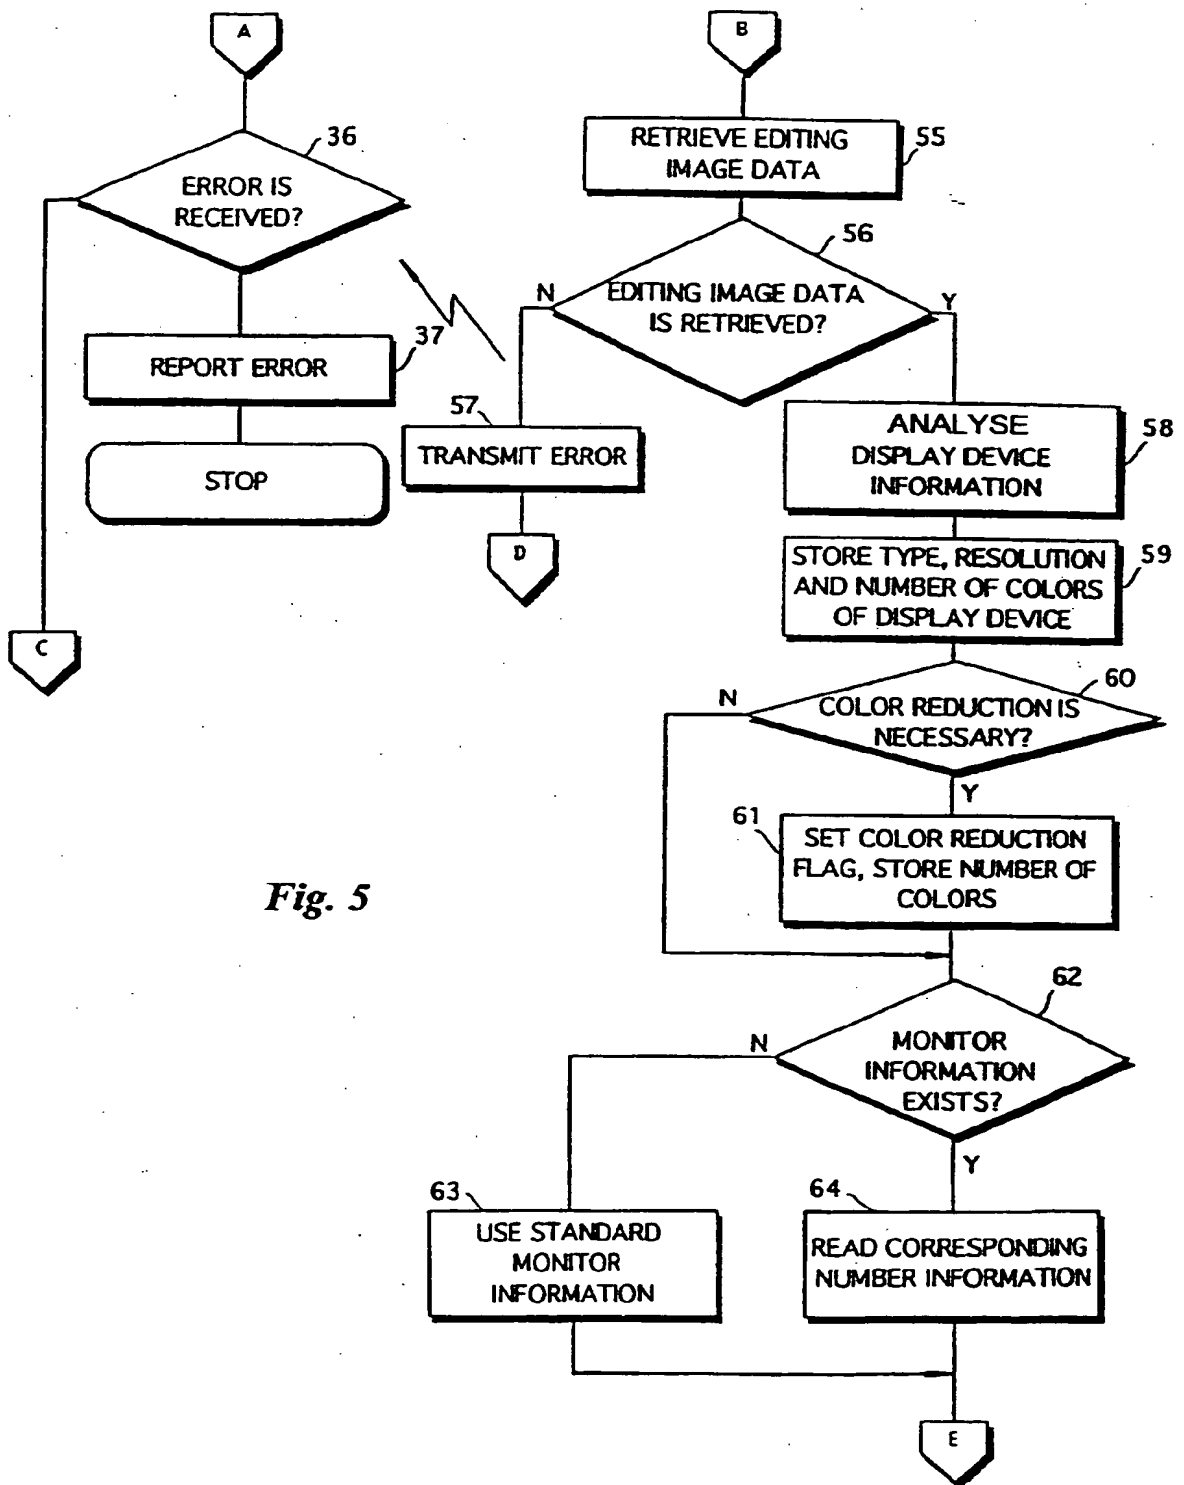 A
36
ERROR IS
RECEIVED?
37
REPORT ERROR
STOP
C
B
RETRIEVE EDITING
IMAGE DATA
55
56
N
EDITING IMAGE DATA
IS RETRIEVED?
Y
57
TRANSMIT ERROR
D
ANALYSE
DISPLAY DEVICE
INFORMATION
58
STORE TYPE, RESOLUTION
AND NUMBER OF COLORS
OF DISPLAY DEVICE
59
60
N
COLOR REDUCTION IS
NECESSARY?
Y
61
SET COLOR REDUCTION
FLAG, STORE NUMBER OF
COLORS
Fig. 5
62
N
MONITOR
INFORMATION
EXISTS?
Y
63
USE STANDARD
MONITOR
INFORMATION
64
READ CORRESPONDING
NUMBER INFORMATION
E